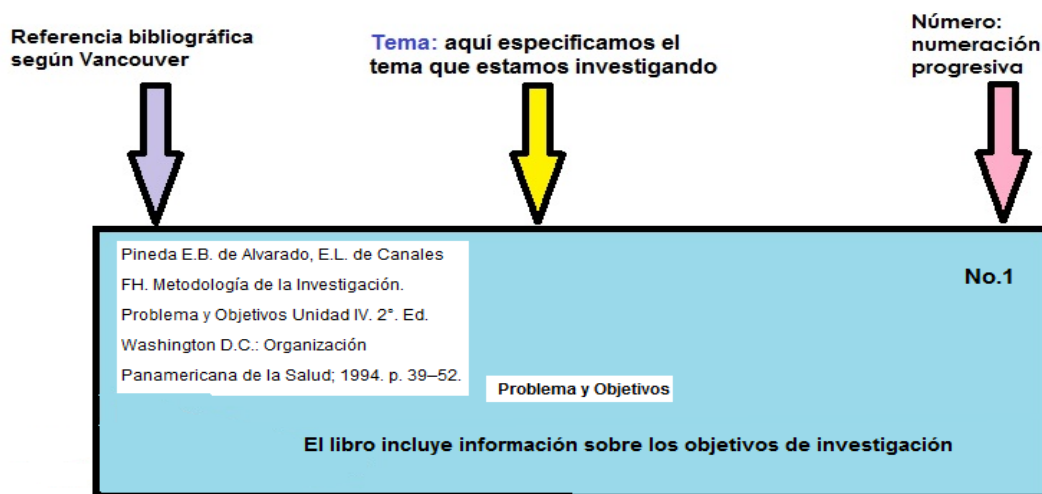 Referencia bibliográfica
según Vancouver
Tema: aquí especificamos el
tema que estamos investigando
Número:
numeración
progresiva
Pineda E.B. de Alvarado, E.L. de Canales
FH. Metodología de la Investigación.
Problema y Objetivos Unidad IV. 2°. Ed.
Washington D.C.: Organización
Panamericana de la Salud; 1994. p. 39–52.
No.1
Problema y Objetivos
El libro incluye información sobre los objetivos de investigación